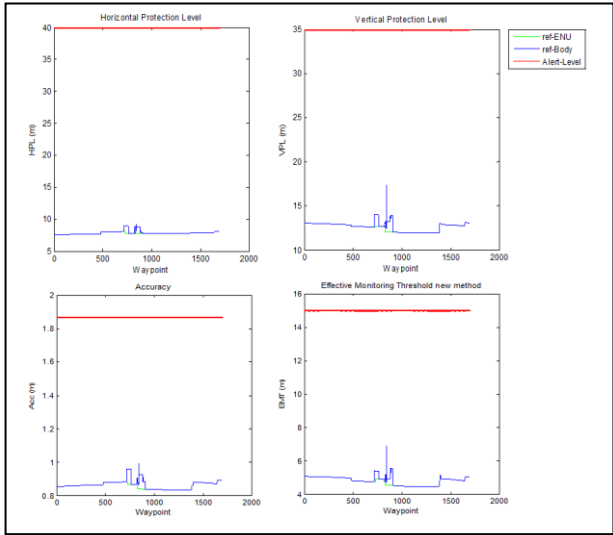 Horizontal Protection Level
40
35
30
25
20
15
10
5
HPL (m)
0 500 1000 1500 2000
Waypoint
Vertical Protection Level
35
30
25
20
15
10
VPL (m)
0 500 1000 1500 2000
Waypoint
ref-ENU
ref-Body
Alert-Level
Accuracy
2
1.8
1.6
1.4
1.2
1
0.8
Acc (m)
0 500 1000 1500 2000
Waypoint
Effective Monitoring Threshold new method
16
14
12
10
8
6
4
EMT (m)
0 500 1000 1500 2000
Waypoint